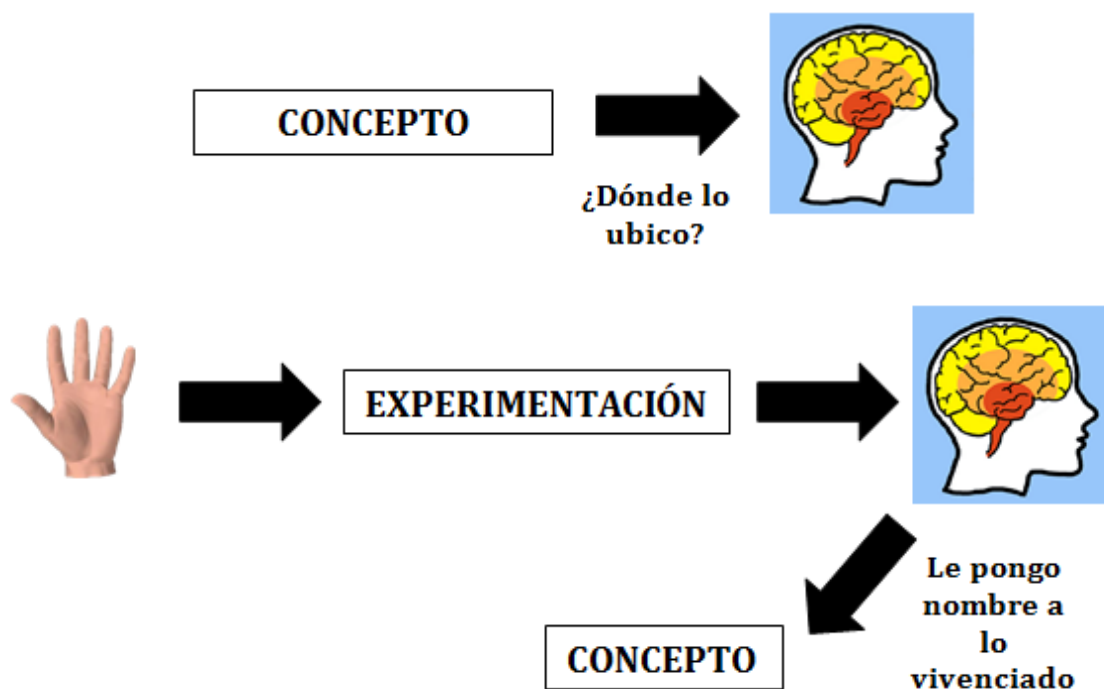 CONCEPTO
¿Dónde lo
ubico?
EXPERIMENTACIÓN
Le pongo
nombre a
lo
vivenciado
CONCEPTO